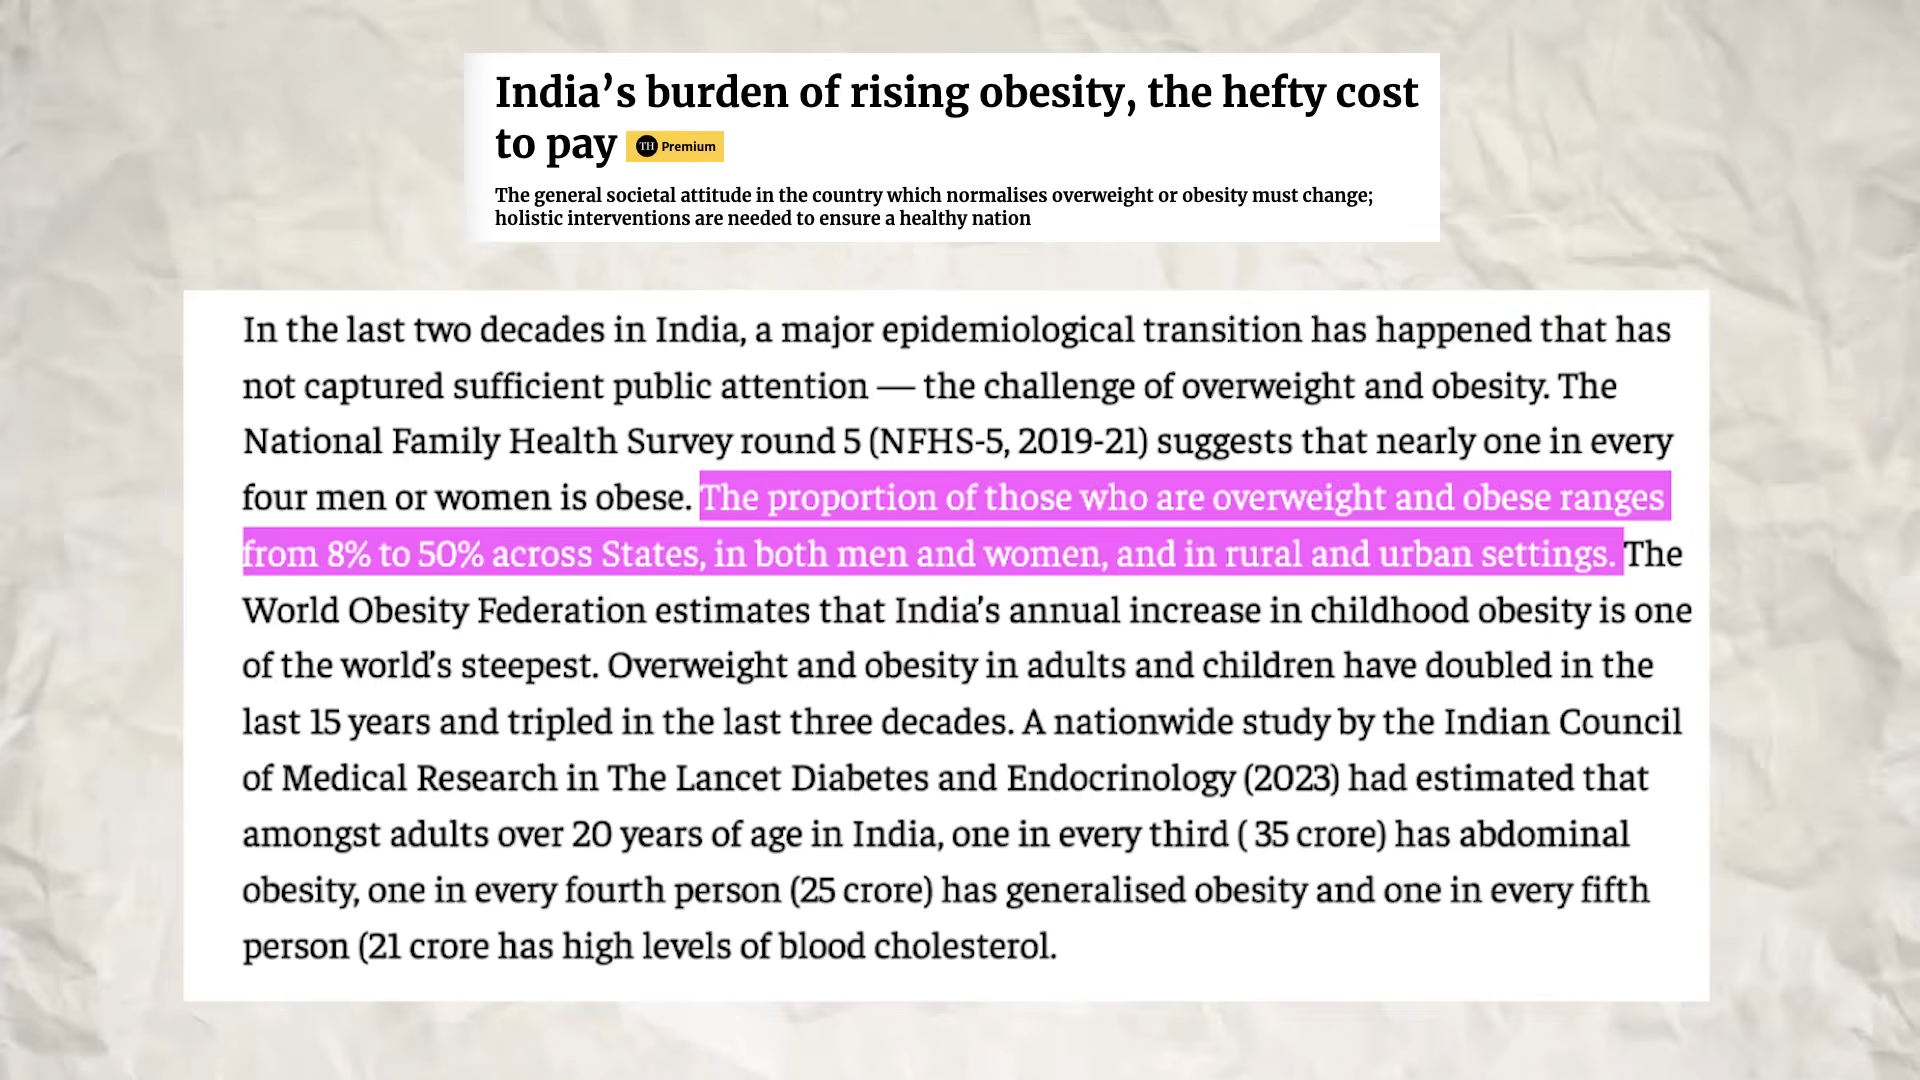 India’s burden of rising obesity, the hefty cost
to pay TH Premium
The general societal attitude in the country which normalises overweight or obesity must change;
holistic interventions are needed to ensure a healthy nation
In the last two decades in India, a major epidemiological transition has happened that has
not captured sufficient public attention — the challenge of overweight and obesity. The
National Family Health Survey round 5 (NFHS-5, 2019-21) suggests that nearly one in every
four men or women is obese. The proportion of those who are overweight and obese ranges
from 8% to 50% across States, in both men and women, and in rural and urban settings. The
World Obesity Federation estimates that India’s annual increase in childhood obesity is one
of the world’s steepest. Overweight and obesity in adults and children have doubled in the
last 15 years and tripled in the last three decades. A nationwide study by the Indian Council
of Medical Research in The Lancet Diabetes and Endocrinology (2023) had estimated that
amongst adults over 20 years of age in India, one in every third ( 35 crore) has abdominal
obesity, one in every fourth person (25 crore) has generalised obesity and one in every fifth
person (21 crore has high levels of blood cholesterol.